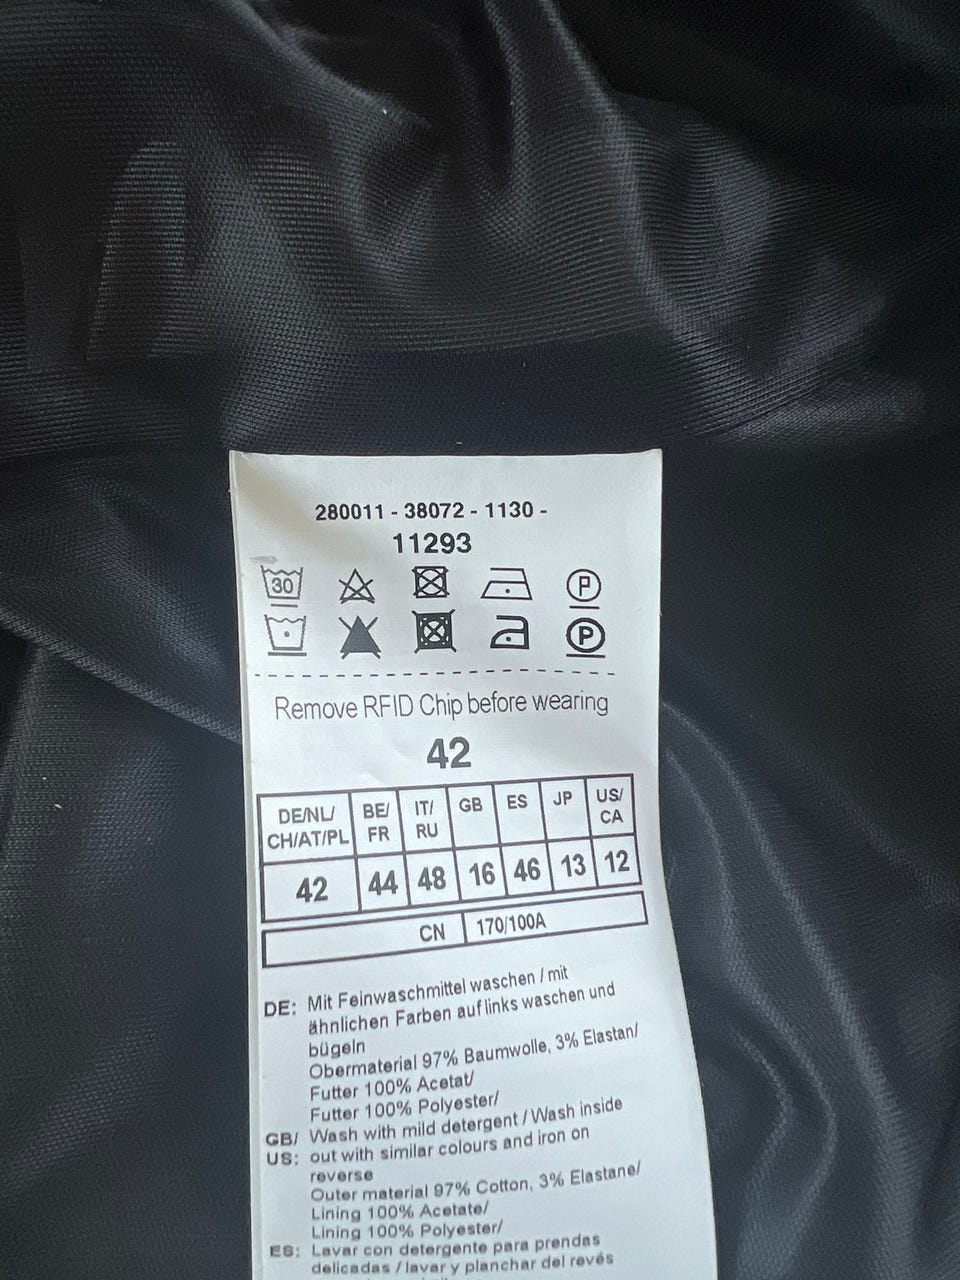 280011 - 38072 - 1130 -
11293
30 P
P
Remove RFID Chip before wearing
42
DE/NL/ CH/AT/PL BE/ FR IT/ RU GB ES JP US/ CA
42 44 48 16 46 13 12
CN 170/100A
DE: Mit Feinwaschmittel waschen / mit
ähnlichen Farben auf links waschen und
bügeln
Obermaterial 97% Baumwolle, 3% Elastan/
Futter 100% Acetat/
Futter 100% Polyester/
GB/ Wash with mild detergent / Wash inside
US: out with similar colours and iron on
reverse
Outer material 97% Cotton, 3% Elastane/
Lining 100% Acetate/
Lining 100% Polyester/
ES: Lavar con detergente para prendas
delicadas / lavar y planchar del revés